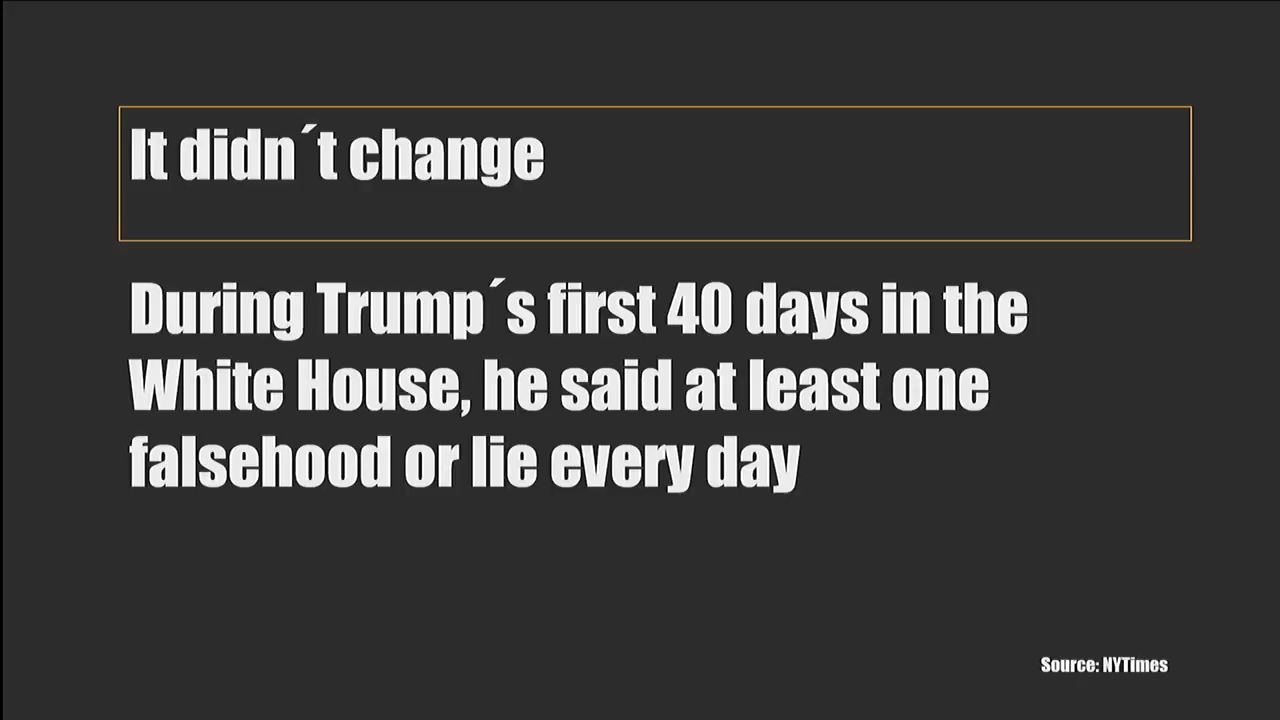 It didn´t change
During Trump´s first 40 days in the
White House, he said at least one
falsehood or lie every day
Source: NYTimes